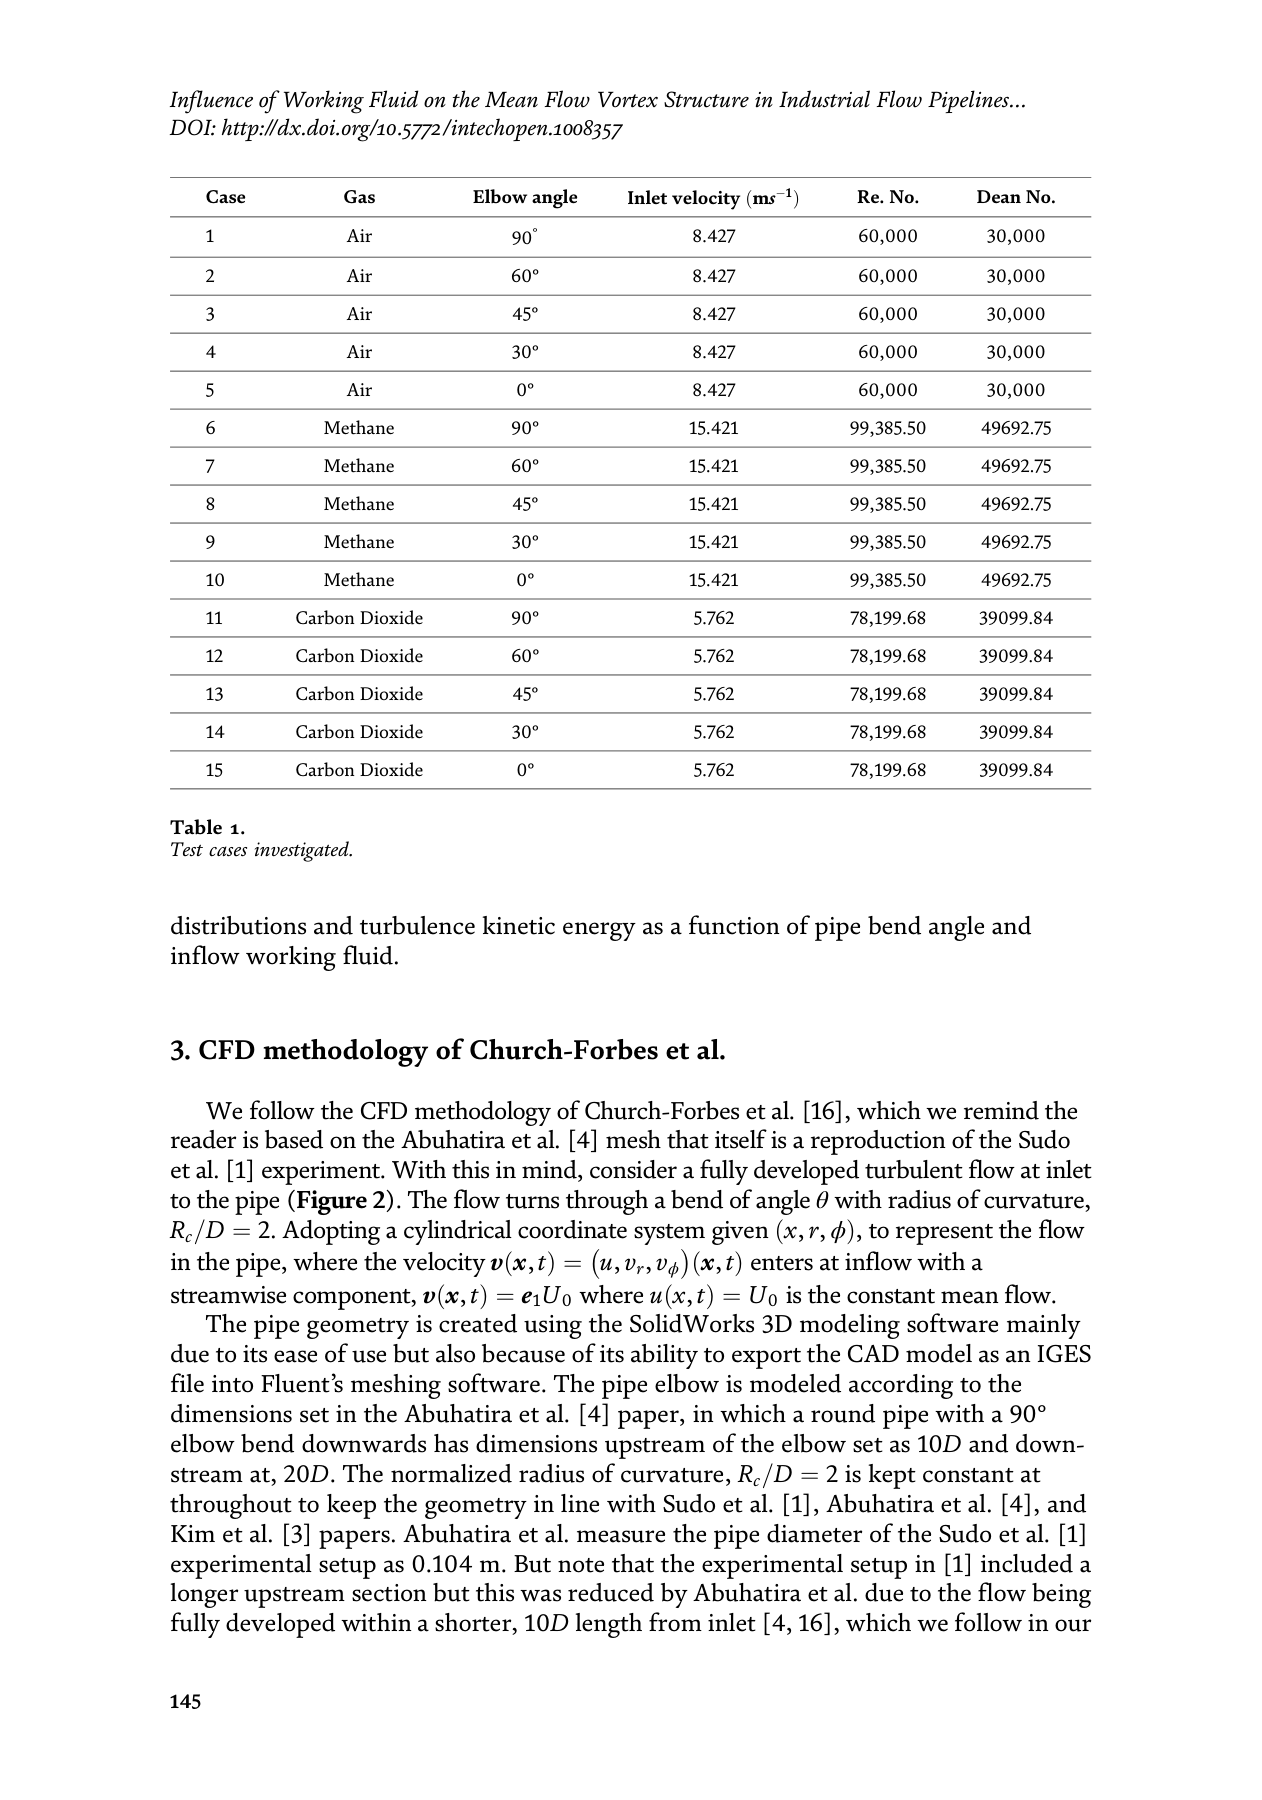 Influence of Working Fluid on the Mean Flow Vortex Structure in Industrial Flow Pipelines…
DOI: http://dx.doi.org/10.5772/intechopen.1008357
Case Gas Elbow angle Inlet velocity (ms⁻¹) Re. No. Dean No.
1 Air 90° 8.427 60,000 30,000
2 Air 60° 8.427 60,000 30,000
3 Air 45° 8.427 60,000 30,000
4 Air 30° 8.427 60,000 30,000
5 Air 0° 8.427 60,000 30,000
6 Methane 90° 15.421 99,385.50 49692.75
7 Methane 60° 15.421 99,385.50 49692.75
8 Methane 45° 15.421 99,385.50 49692.75
9 Methane 30° 15.421 99,385.50 49692.75
10 Methane 0° 15.421 99,385.50 49692.75
11 Carbon Dioxide 90° 5.762 78,199.68 39099.84
12 Carbon Dioxide 60° 5.762 78,199.68 39099.84
13 Carbon Dioxide 45° 5.762 78,199.68 39099.84
14 Carbon Dioxide 30° 5.762 78,199.68 39099.84
15 Carbon Dioxide 0° 5.762 78,199.68 39099.84
Table 1.
Test cases investigated.
distributions and turbulence kinetic energy as a function of pipe bend angle and
inflow working fluid.
3. CFD methodology of Church-Forbes et al.
We follow the CFD methodology of Church-Forbes et al. [16], which we remind the
reader is based on the Abuhatira et al. [4] mesh that itself is a reproduction of the Sudo
et al. [1] experiment. With this in mind, consider a fully developed turbulent flow at inlet
to the pipe (Figure 2). The flow turns through a bend of angle θ with radius of curvature,
R_c/D = 2. Adopting a cylindrical coordinate system given (x, r, ϕ), to represent the flow
in the pipe, where the velocity v(x, t) = (u, v_r, v_ϕ)(x, t) enters at inflow with a
streamwise component, v(x, t) = e₁U₀ where u(x, t) = U₀ is the constant mean flow.
The pipe geometry is created using the SolidWorks 3D modeling software mainly
due to its ease of use but also because of its ability to export the CAD model as an IGES
file into Fluent's meshing software. The pipe elbow is modeled according to the
dimensions set in the Abuhatira et al. [4] paper, in which a round pipe with a 90°
elbow bend downwards has dimensions upstream of the elbow set as 10D and down-
stream at, 20D. The normalized radius of curvature, R_c/D = 2 is kept constant at
throughout to keep the geometry in line with Sudo et al. [1], Abuhatira et al. [4], and
Kim et al. [3] papers. Abuhatira et al. measure the pipe diameter of the Sudo et al. [1]
experimental setup as 0.104 m. But note that the experimental setup in [1] included a
longer upstream section but this was reduced by Abuhatira et al. due to the flow being
fully developed within a shorter, 10D length from inlet [4, 16], which we follow in our
145